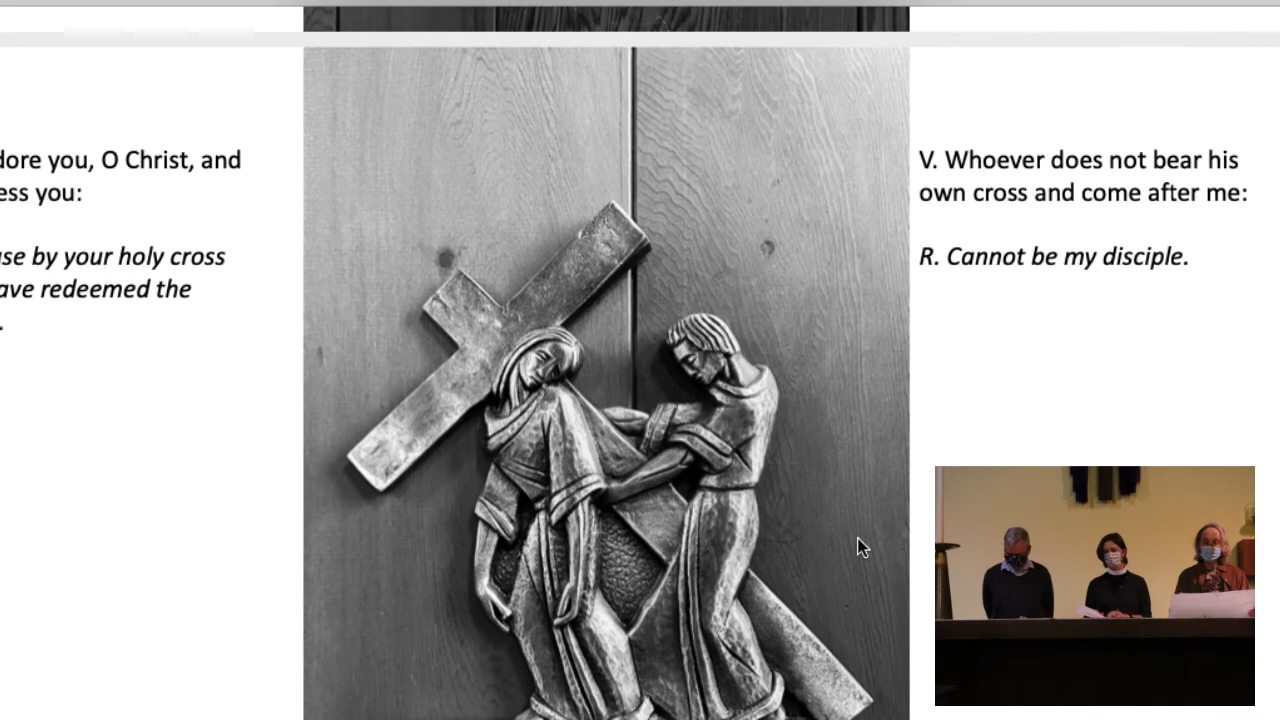 dore you, O Christ, and
ess you:
se by your holy cross
ave redeemed the
.
V. Whoever does not bear his
own cross and come after me:
R. Cannot be my disciple.